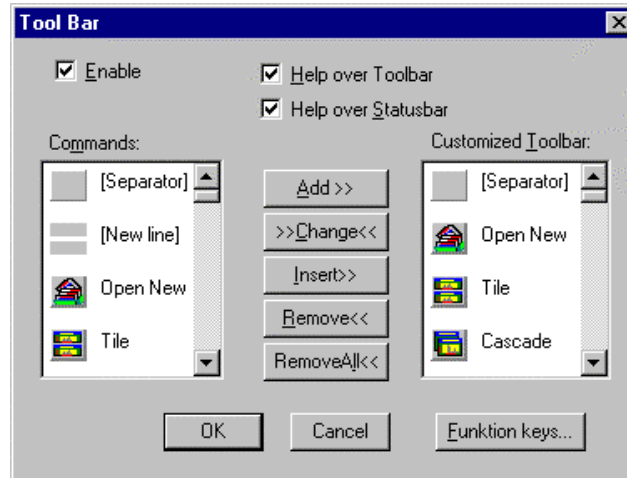 Tool Bar
Enable
Help over Toolbar
Help over Statusbar
Commands:
Customized Toolbar:
[Separator]
[New line]
Open New
Tile
Add >>
>>Change<<
Insert>>
Remove<<
RemoveAll<<
[Separator]
Open New
Tile
Cascade
OK
Cancel
Funktion keys...